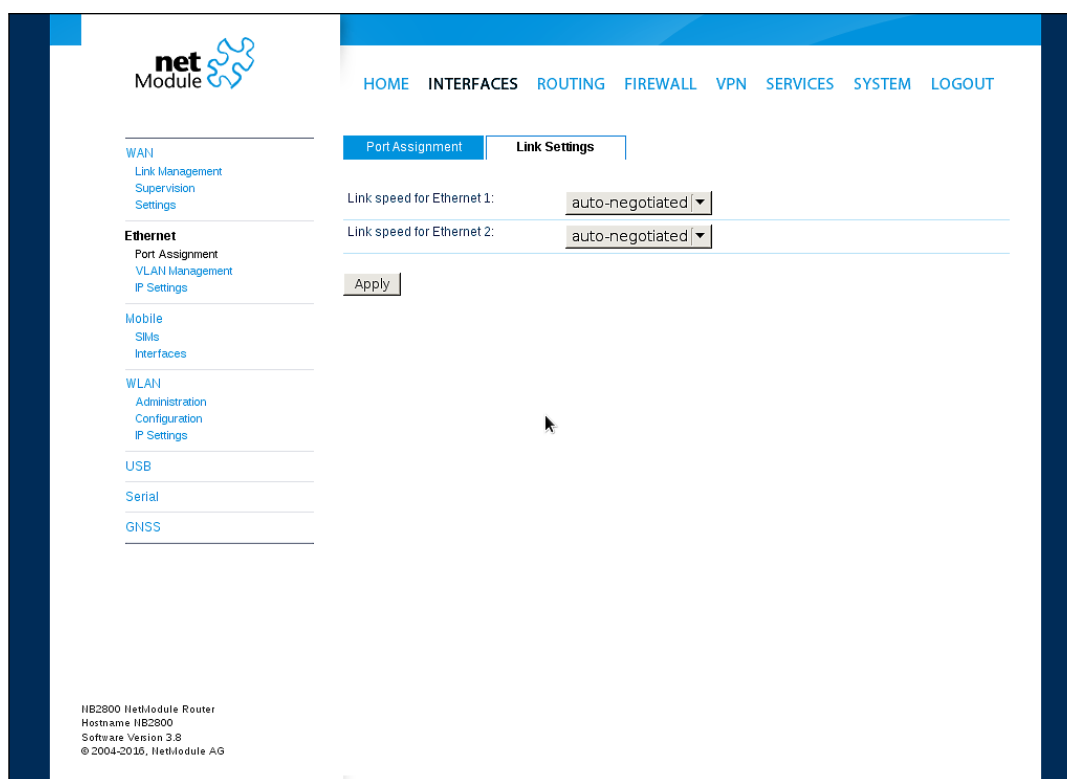 net
Module
HOME INTERFACES ROUTING FIREWALL VPN SERVICES SYSTEM LOGOUT
WAN
Link Management
Supervision
Settings
Ethernet
Port Assignment
VLAN Management
IP Settings
Mobile
SIMs
Interfaces
WLAN
Administration
Configuration
IP Settings
USB
Serial
GNSS
Port Assignment Link Settings
Link speed for Ethernet 1: auto-negotiated
Link speed for Ethernet 2: auto-negotiated
Apply
NB2800 NetModule Router
Hostname NB2800
Software Version 3.8
© 2004-2016, NetModule AG